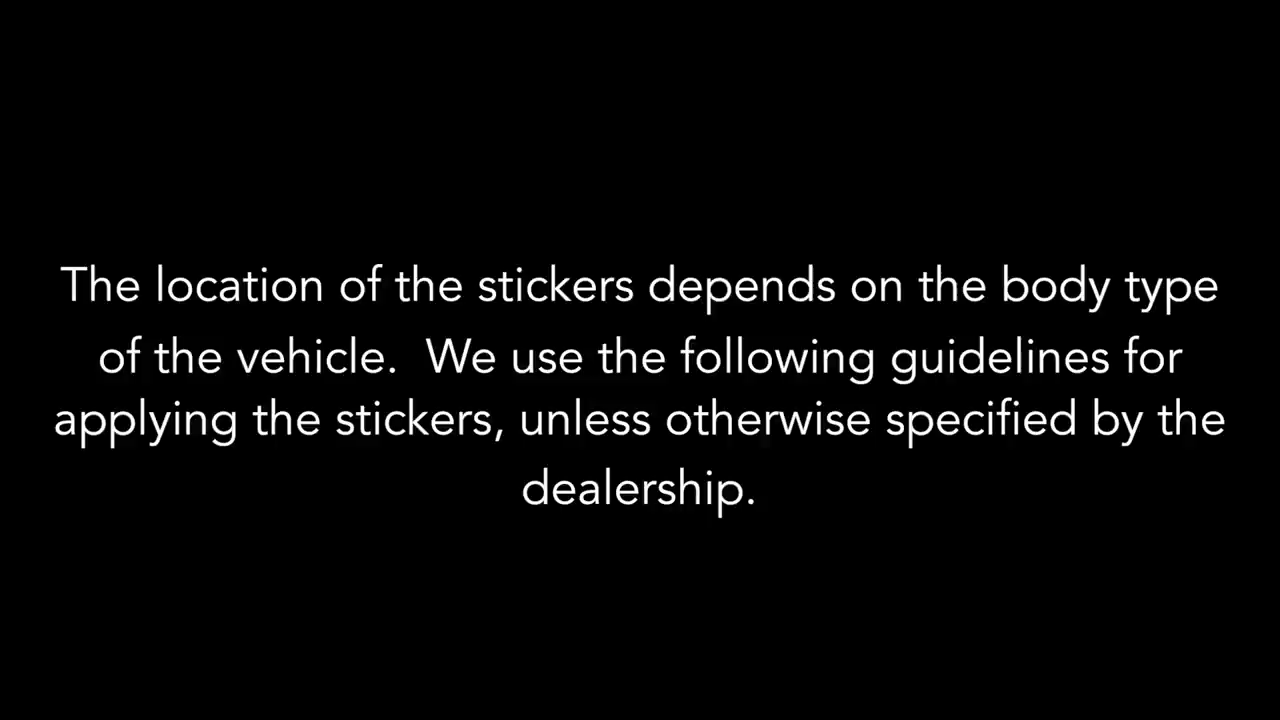 The location of the stickers depends on the body type
of the vehicle.  We use the following guidelines for
applying the stickers, unless otherwise specified by the
dealership.